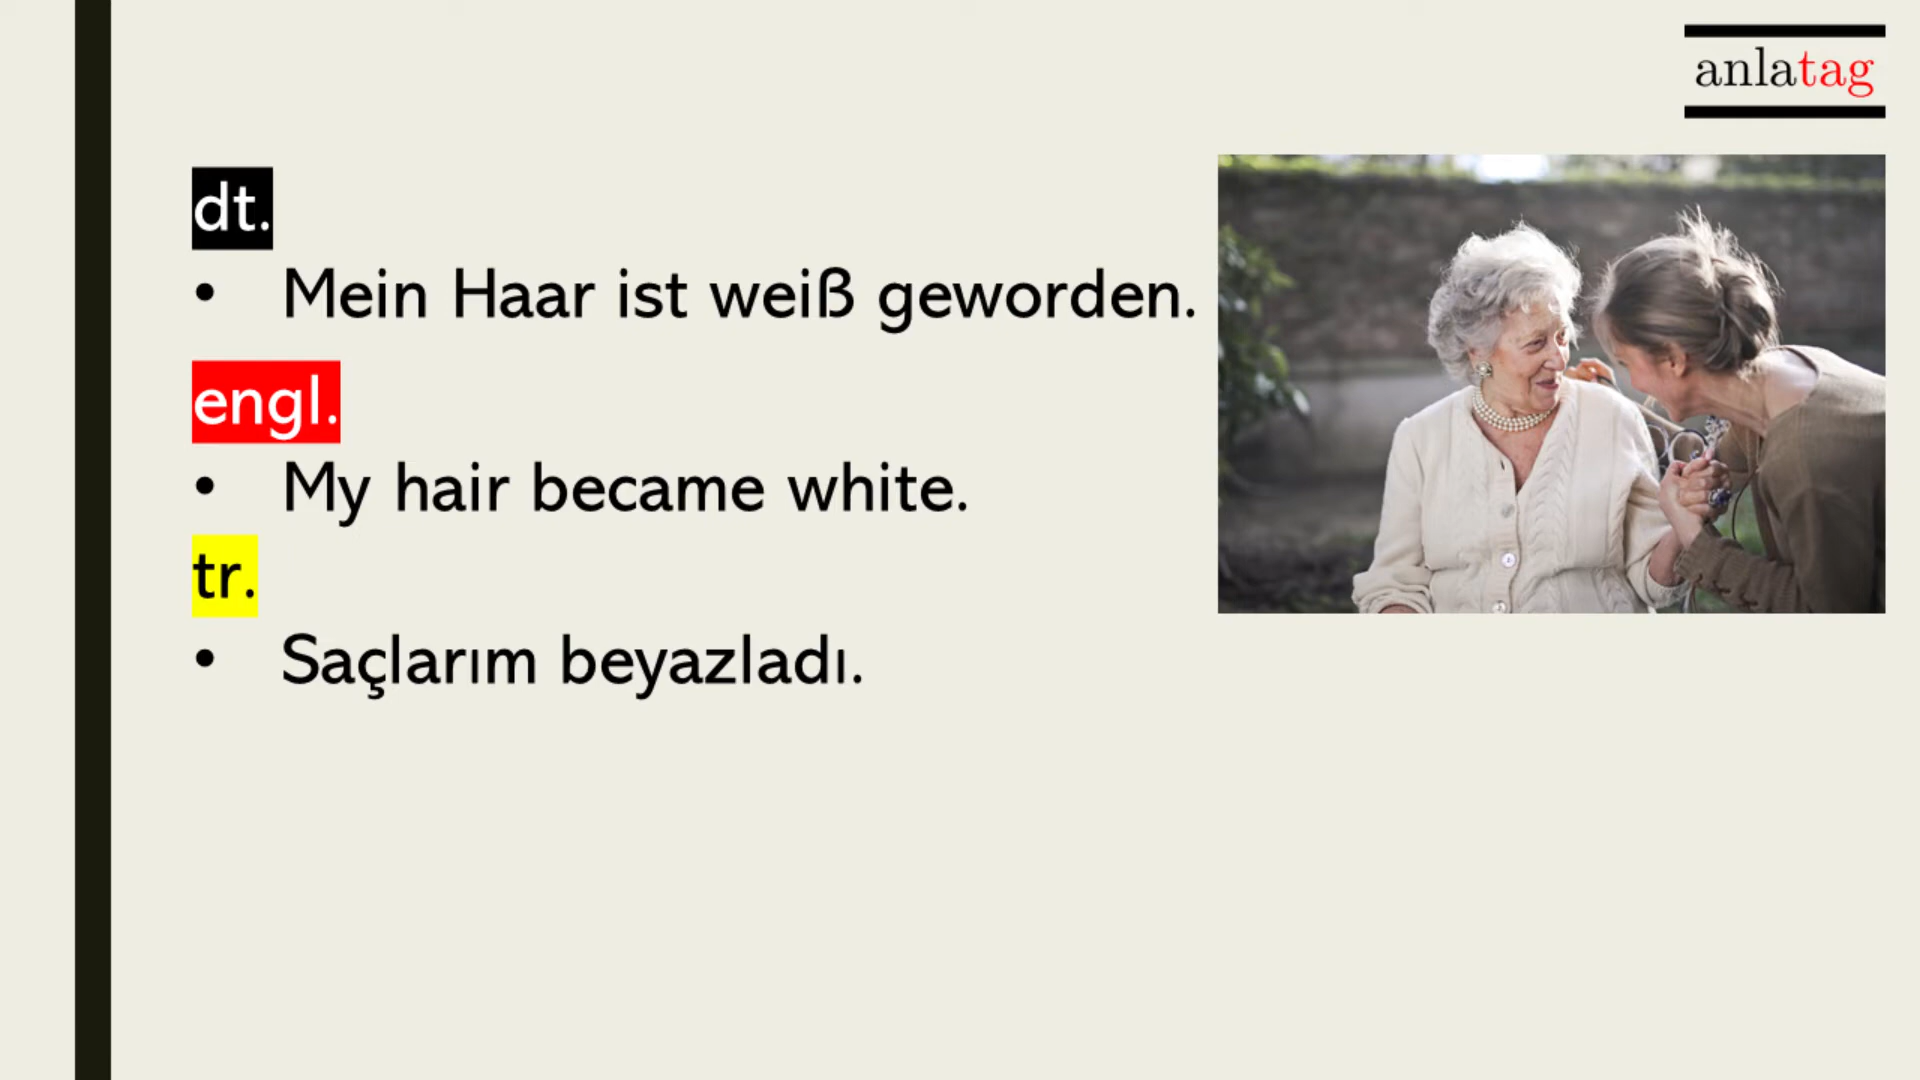 anlatag
dt.
• Mein Haar ist weiß geworden.
engl.
• My hair became white.
tr.
• Saçlarım beyazladı.